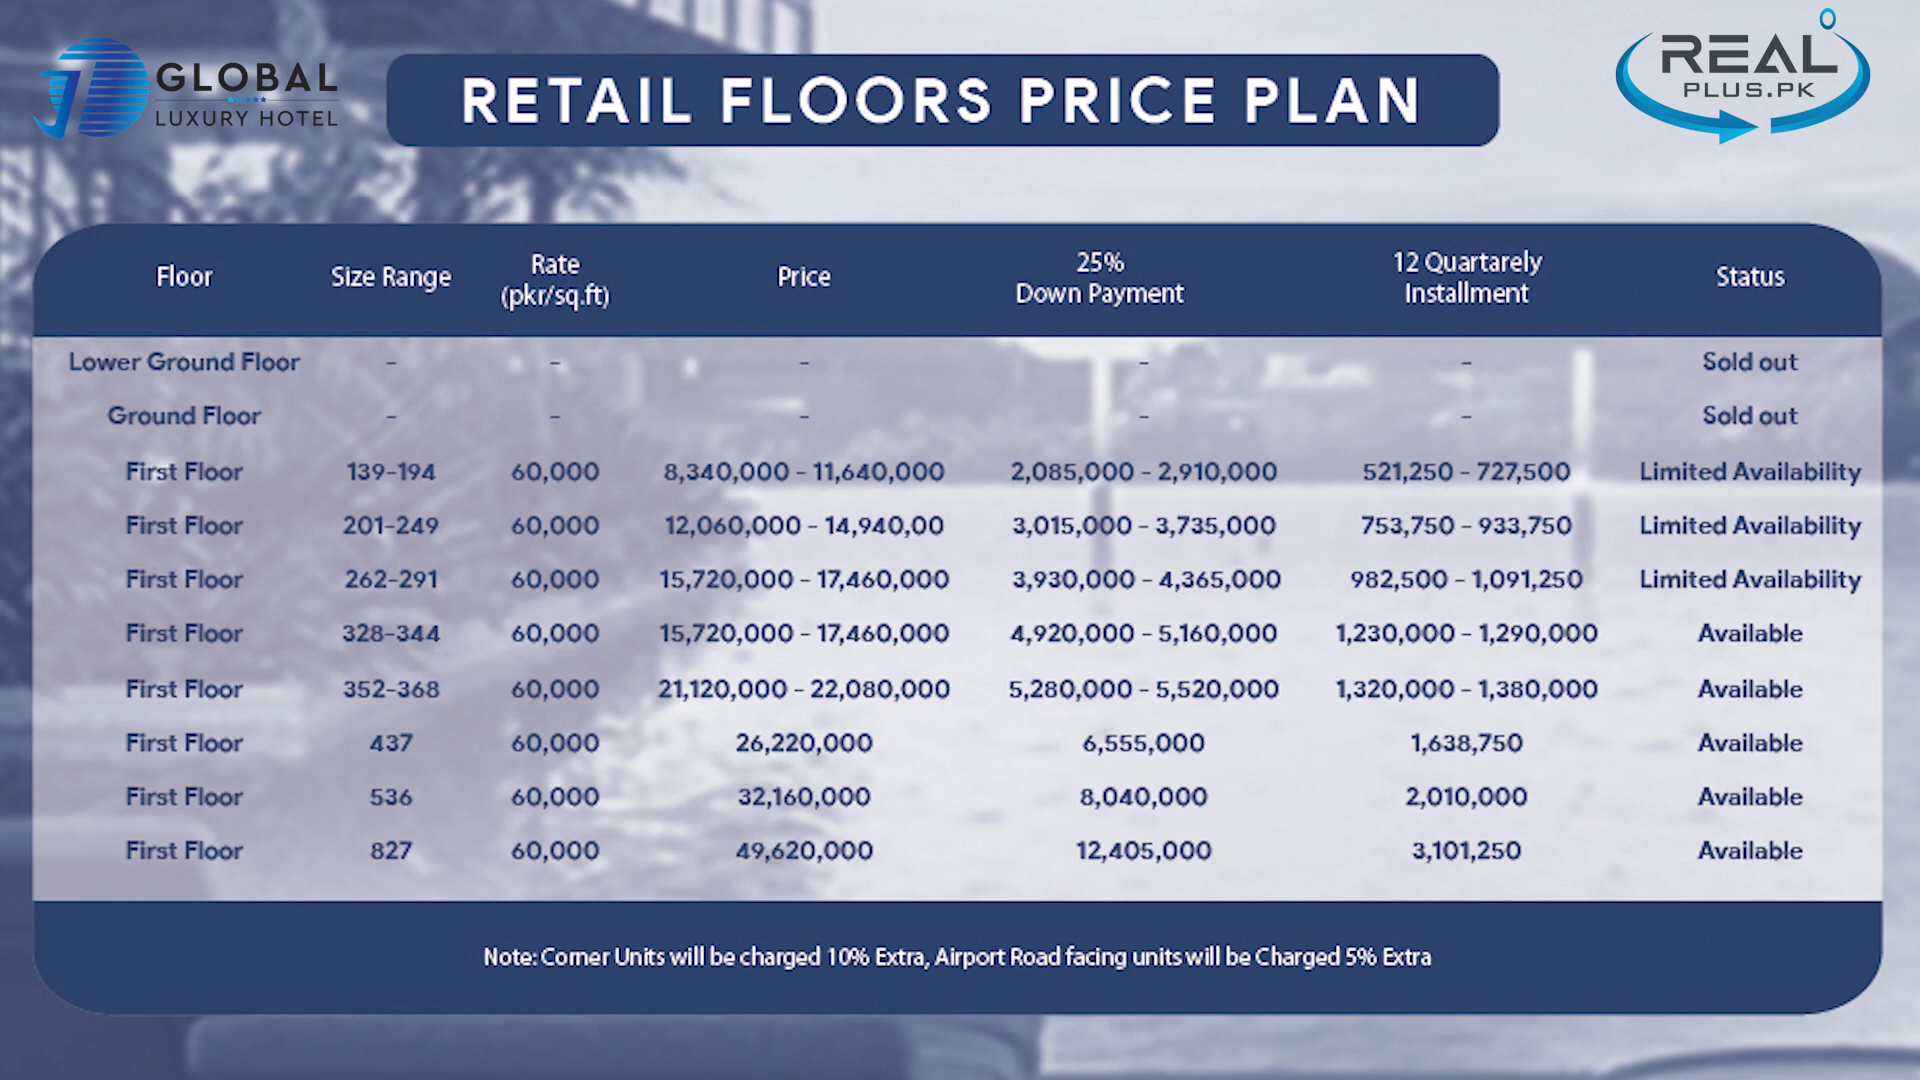 GLOBAL
LUXURY HOTEL
RETAIL FLOORS PRICE PLAN
REAL
PLUS.PK
Floor Size Range Rate (pkr/sq.ft) Price 25% Down Payment 12 Quartarely Installment Status
Lower Ground Floor - - - - - Sold out
Ground Floor - - - - - Sold out
First Floor 139-194 60,000 8,340,000 - 11,640,000 2,085,000 - 2,910,000 521,250 - 727,500 Limited Availability
First Floor 201-249 60,000 12,060,000 - 14,940,00 3,015,000 - 3,735,000 753,750 - 933,750 Limited Availability
First Floor 262-291 60,000 15,720,000 - 17,460,000 3,930,000 - 4,365,000 982,500 - 1,091,250 Limited Availability
First Floor 328-344 60,000 15,720,000 - 17,460,000 4,920,000 - 5,160,000 1,230,000 - 1,290,000 Available
First Floor 352-368 60,000 21,120,000 - 22,080,000 5,280,000 - 5,520,000 1,320,000 - 1,380,000 Available
First Floor 437 60,000 26,220,000 6,555,000 1,638,750 Available
First Floor 536 60,000 32,160,000 8,040,000 2,010,000 Available
First Floor 827 60,000 49,620,000 12,405,000 3,101,250 Available
Note: Corner Units will be charged 10% Extra, Airport Road facing units will be Charged 5% Extra